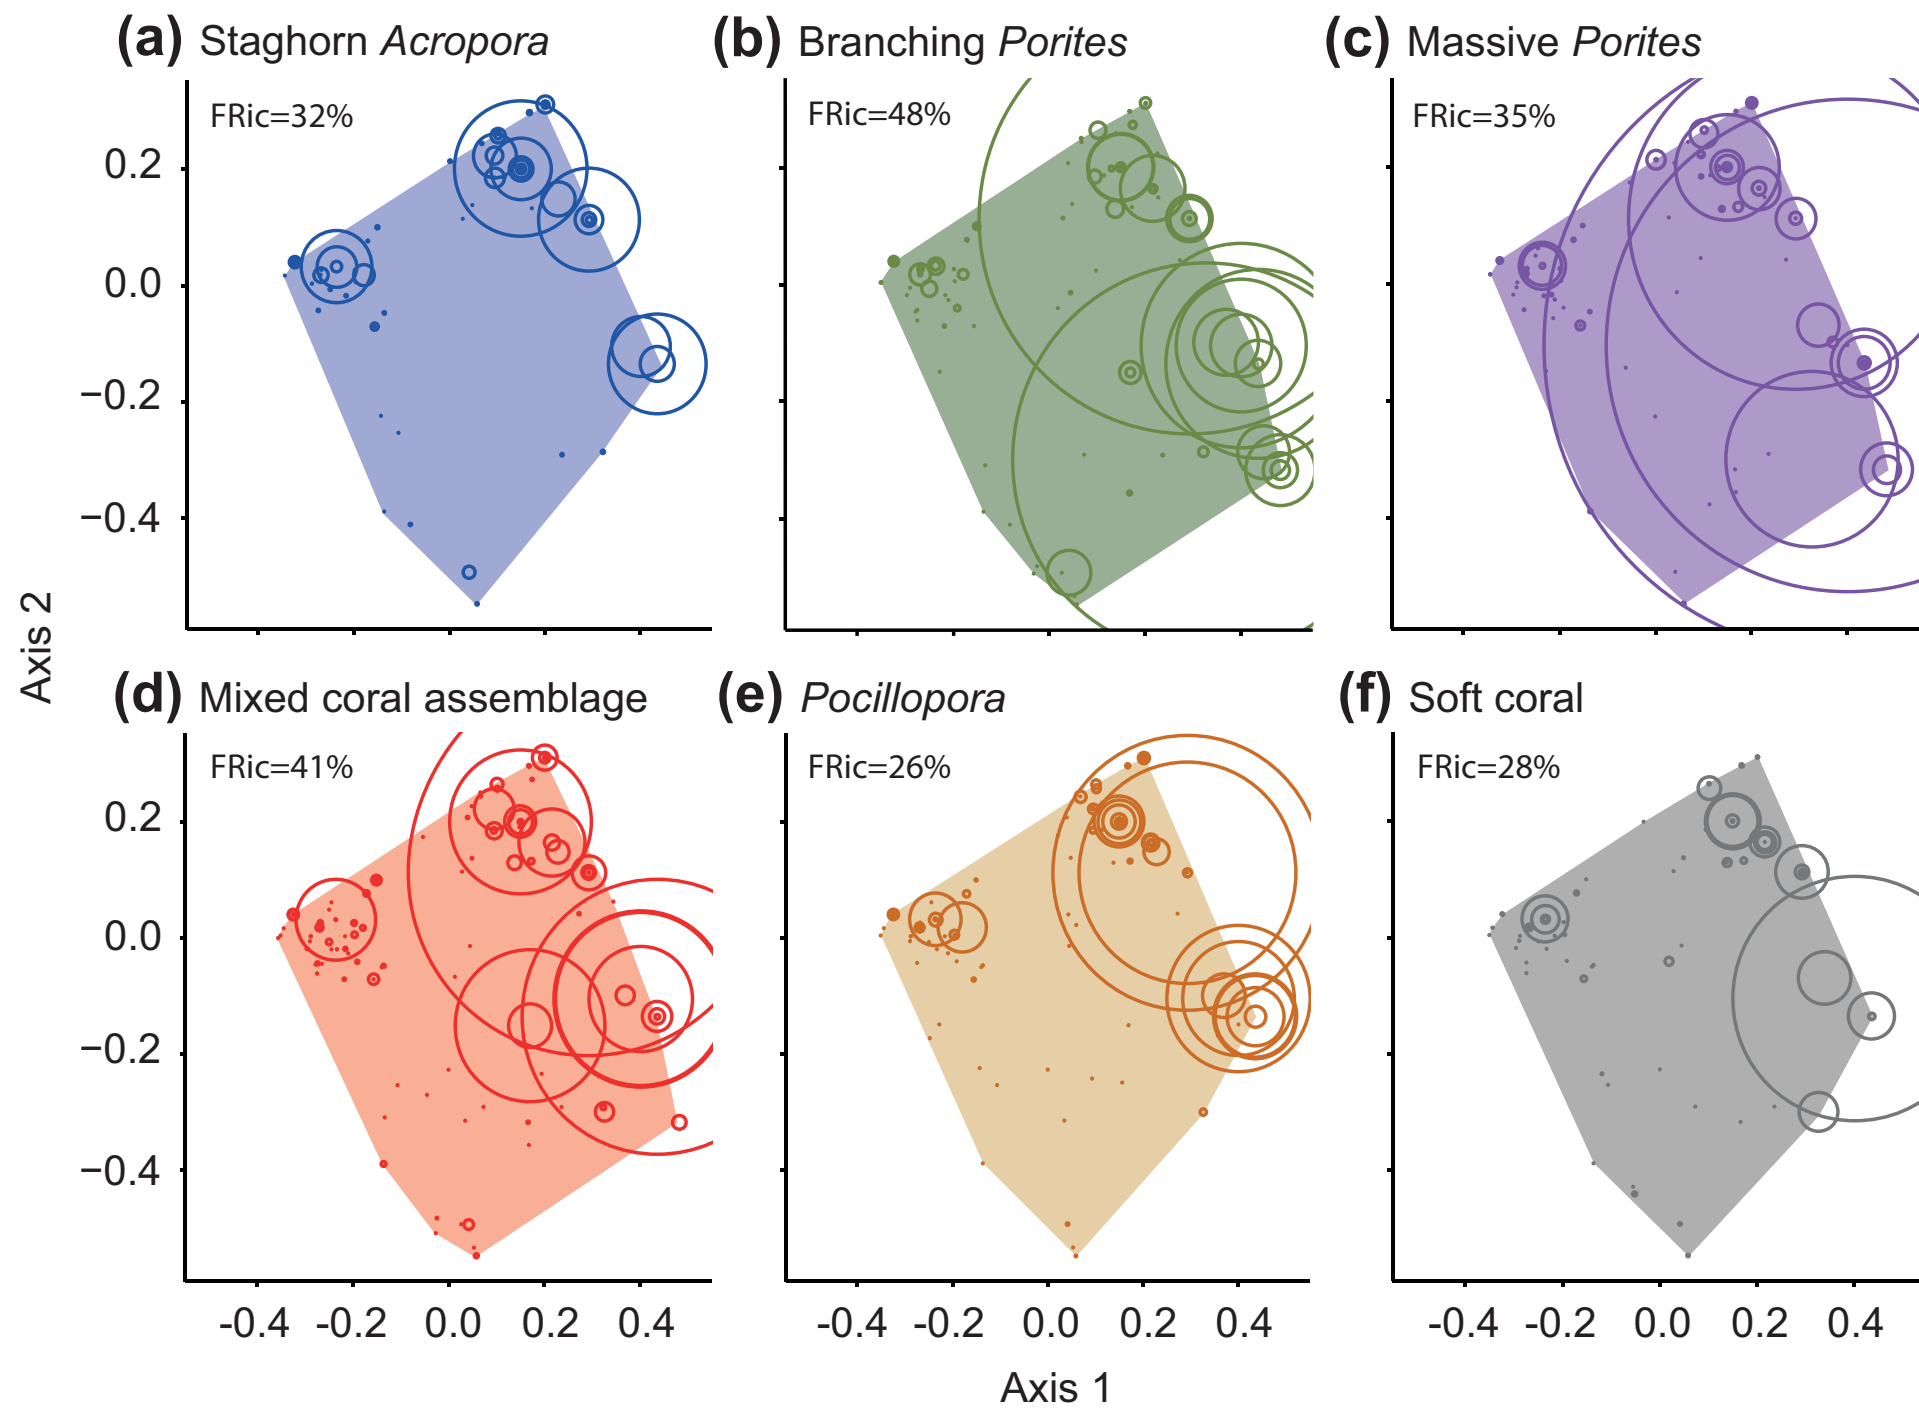 (a) Staghorn Acropora
(b) Branching Porites
(c) Massive Porites
FRic=32%
FRic=48%
FRic=35%
0.2
0.0
−0.2
−0.4
Axis 2
(d) Mixed coral assemblage
(e) Pocillopora
(f) Soft coral
FRic=41%
FRic=26%
FRic=28%
0.2
0.0
−0.2
−0.4
-0.4 -0.2 0.0 0.2 0.4
-0.4 -0.2 0.0 0.2 0.4
-0.4 -0.2 0.0 0.2 0.4
Axis 1